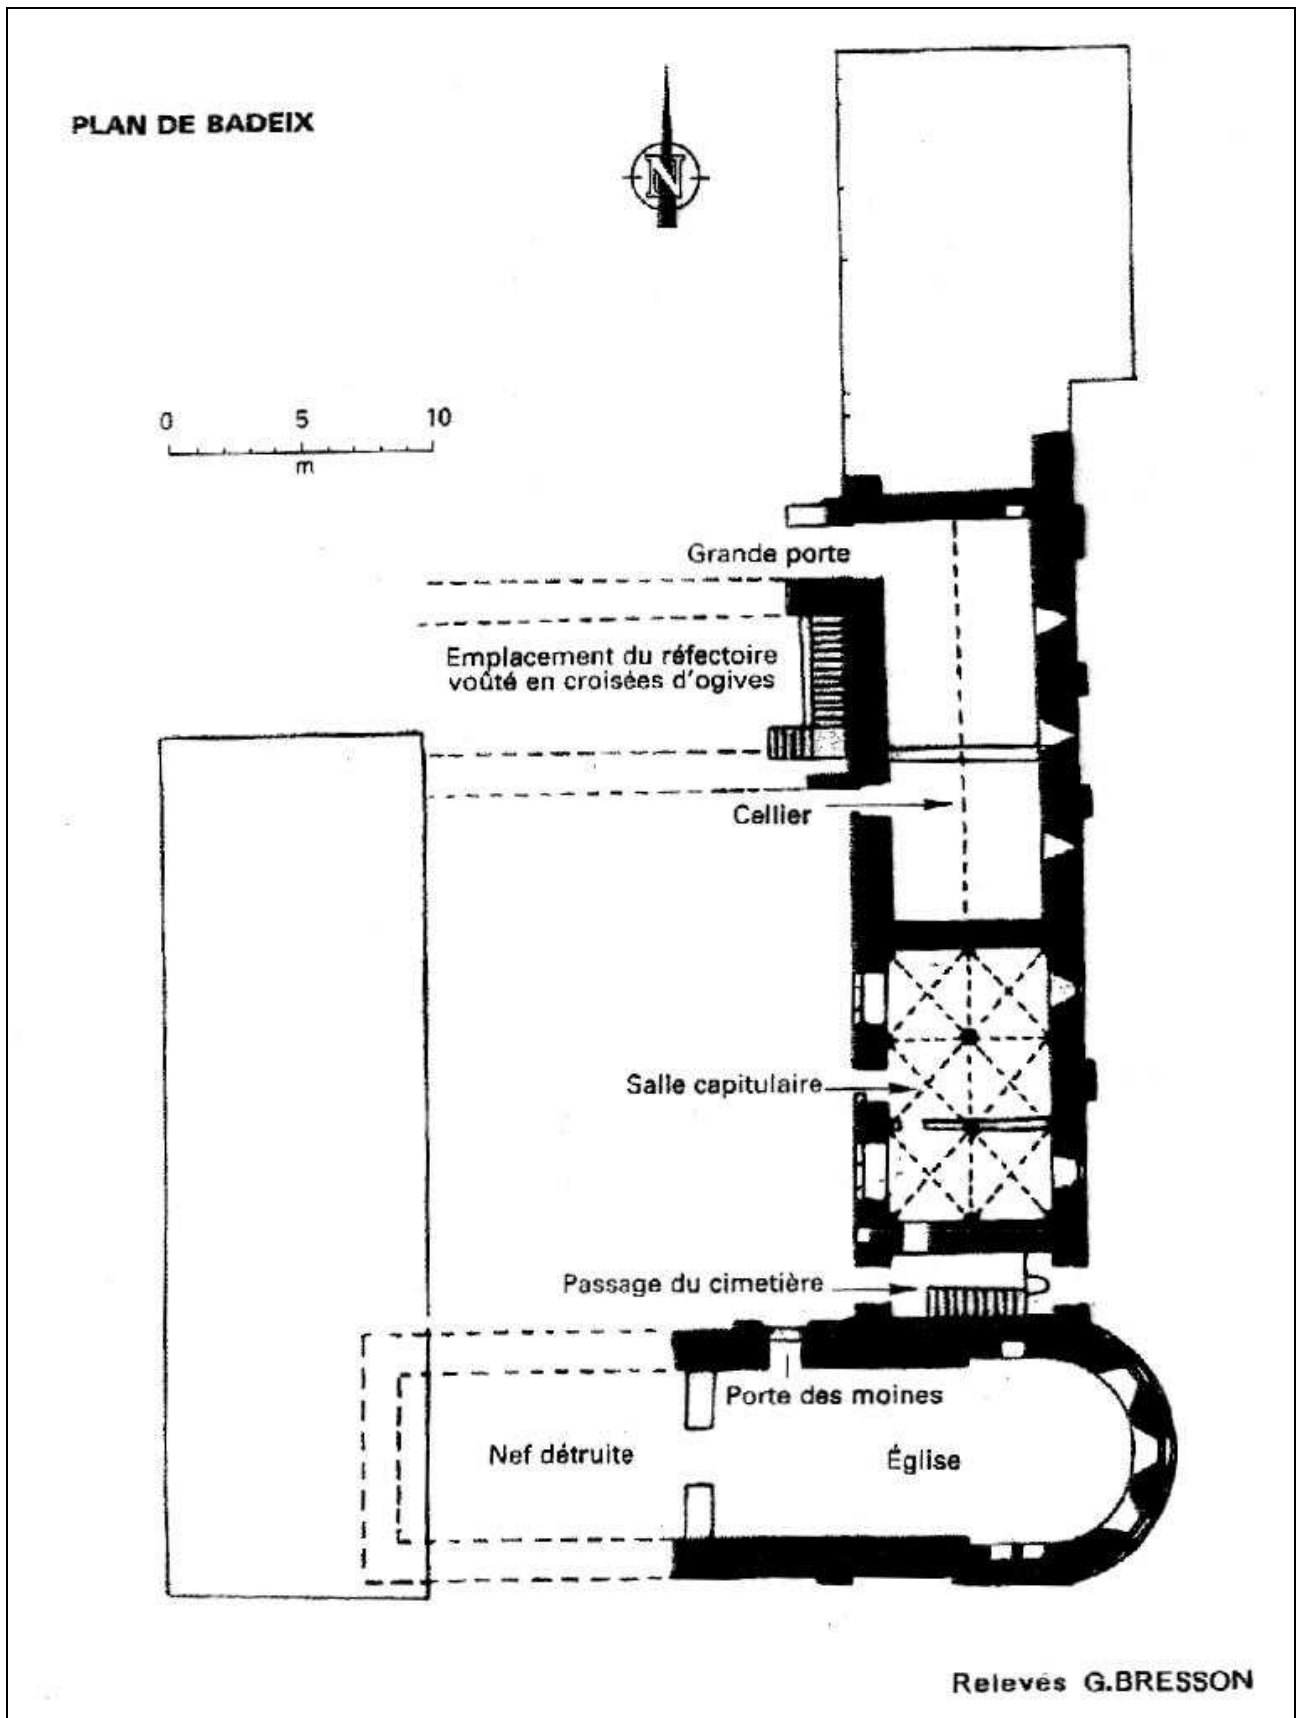 PLAN DE BADEIX
N
0 5 10
m
Grande porte
Emplacement du réfectoire
voûté en croisées d'ogives
Cellier
Salle capitulaire
Passage du cimetière
Porte des moines
Nef détruite
Église
Relevés G.BRESSON